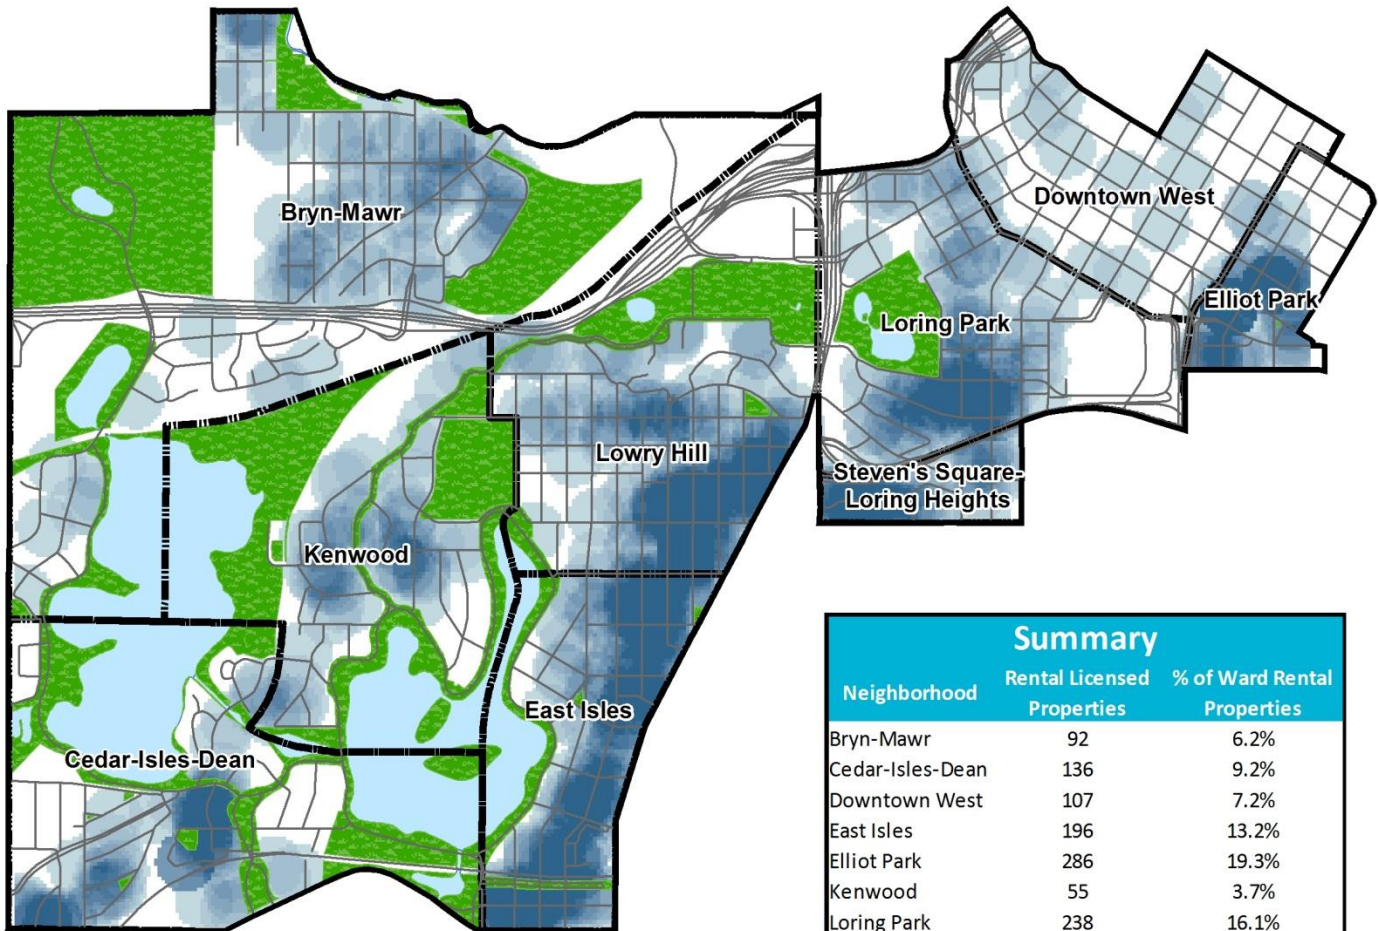 Bryn-Mawr
Downtown West
Elliot Park
Loring Park
Lowry Hill
Steven's Square-
Loring Heights
Kenwood
East Isles
Cedar-Isles-Dean
Summary
Neighborhood Rental Licensed Properties % of Ward Rental Properties
Bryn-Mawr 92 6.2%
Cedar-Isles-Dean 136 9.2%
Downtown West 107 7.2%
East Isles 196 13.2%
Elliot Park 286 19.3%
Kenwood 55 3.7%
Loring Park 238 16.1%